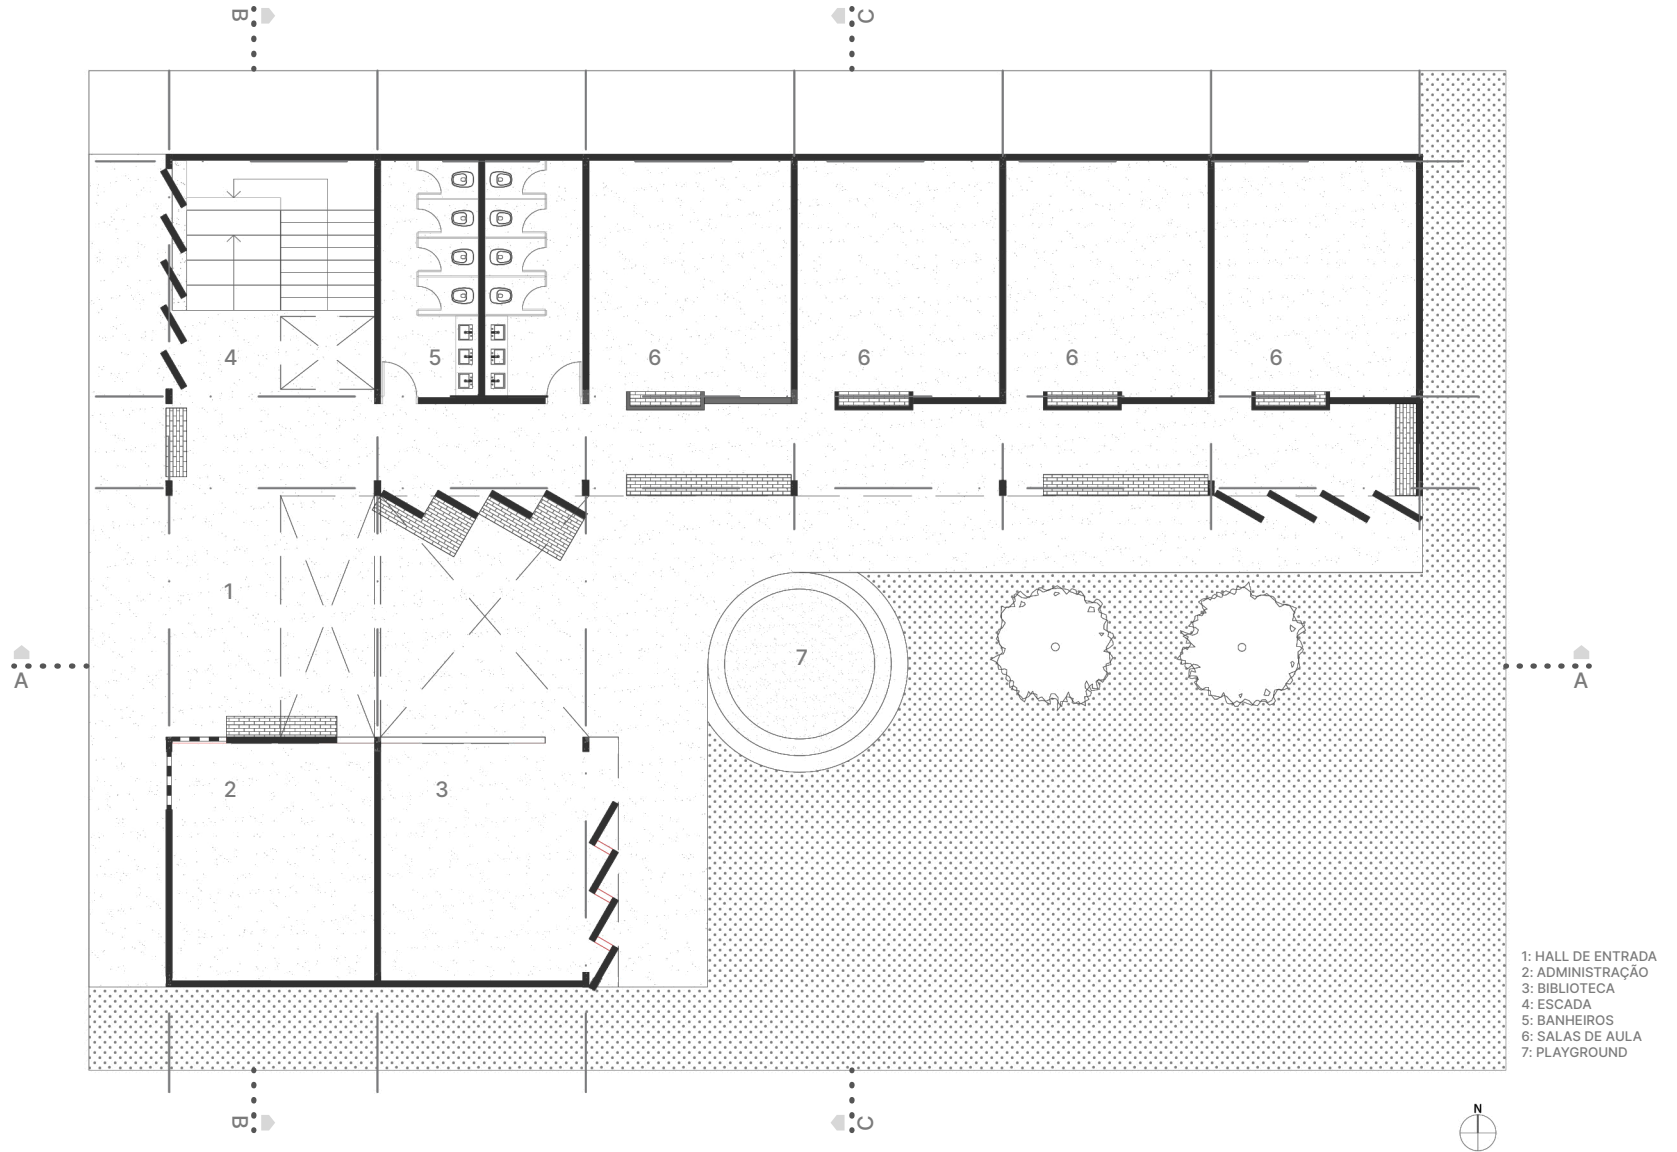 B
C
4
5
6
6
6
6
1
7
A
A
2
3
1: HALL DE ENTRADA
2: ADMINISTRAÇÃO
3: BIBLIOTECA
4: ESCADA
5: BANHEIROS
6: SALAS DE AULA
7: PLAYGROUND
B
C
N